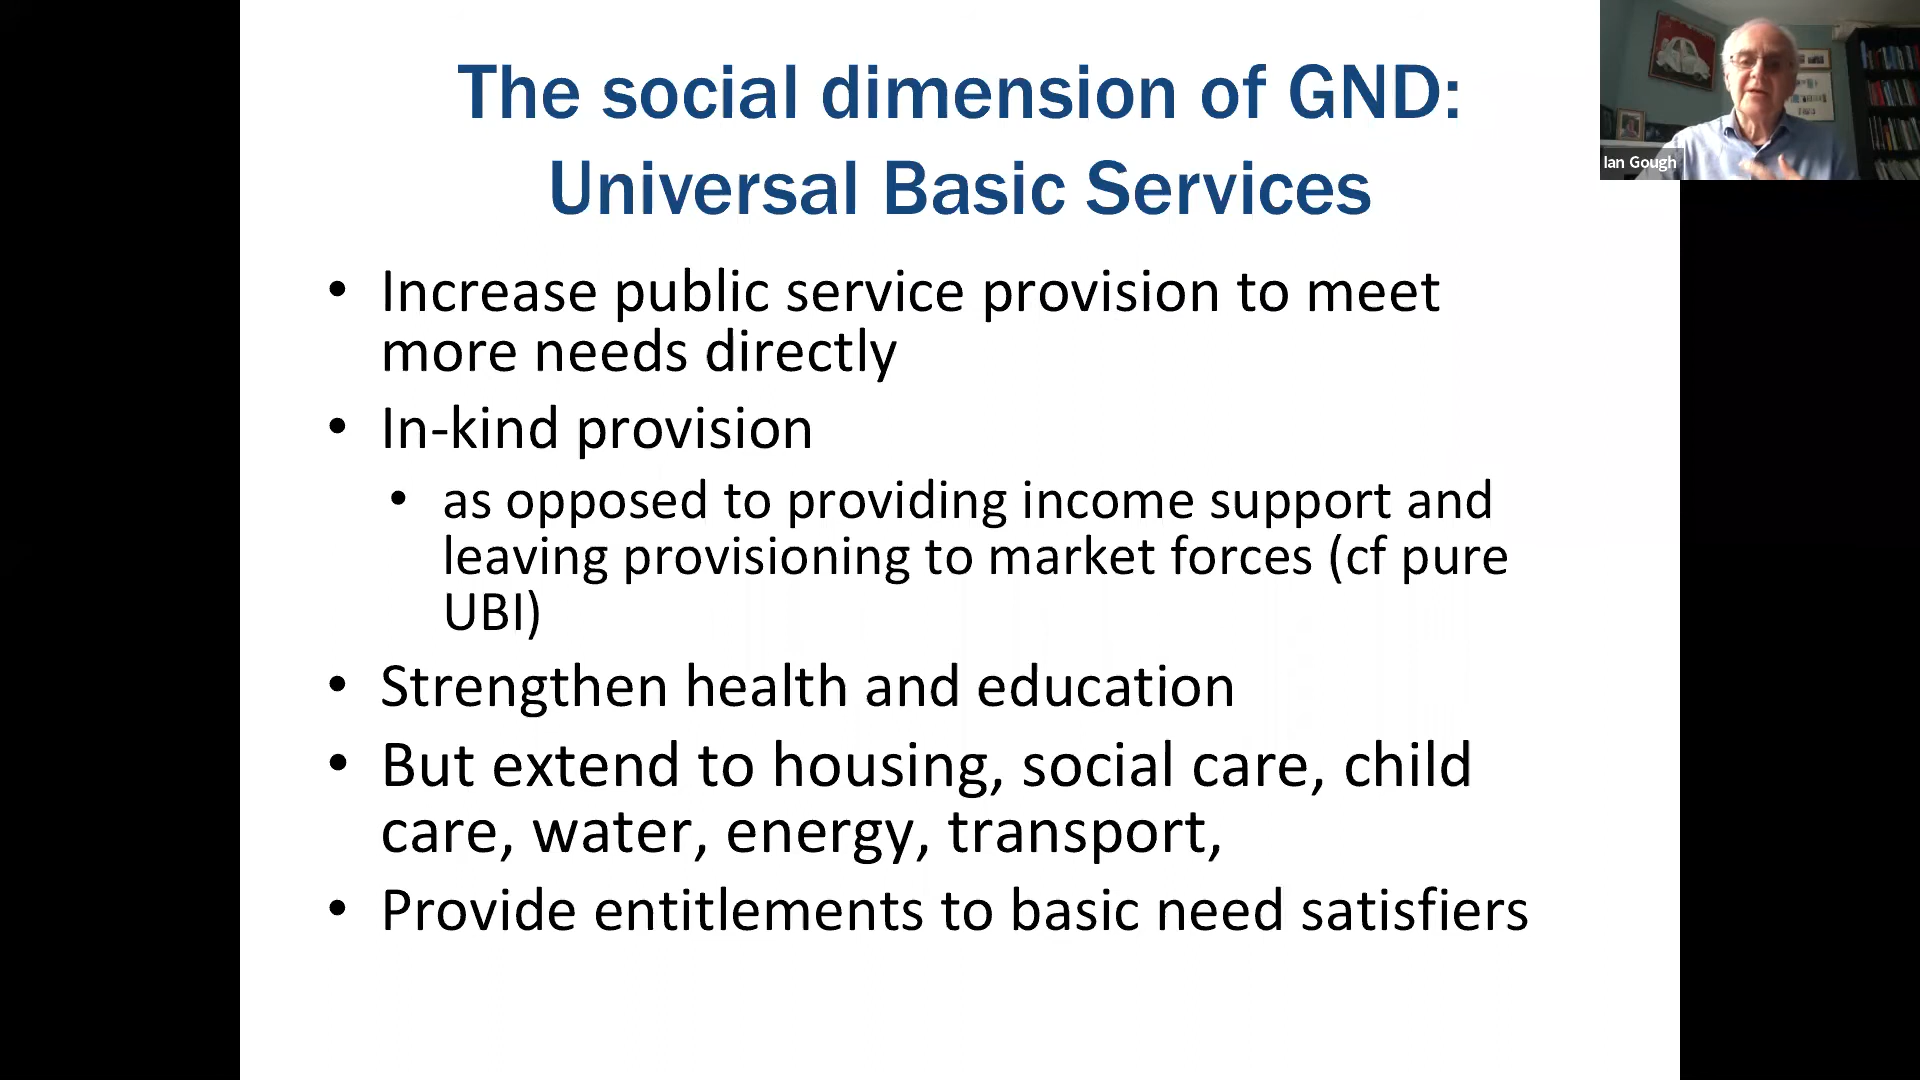 The social dimension of GND:
Universal Basic Services
• Increase public service provision to meet
more needs directly
• In-kind provision
• as opposed to providing income support and
leaving provisioning to market forces (cf pure
UBI)
• Strengthen health and education
• But extend to housing, social care, child
care, water, energy, transport,
• Provide entitlements to basic need satisfiers
Ian Gough